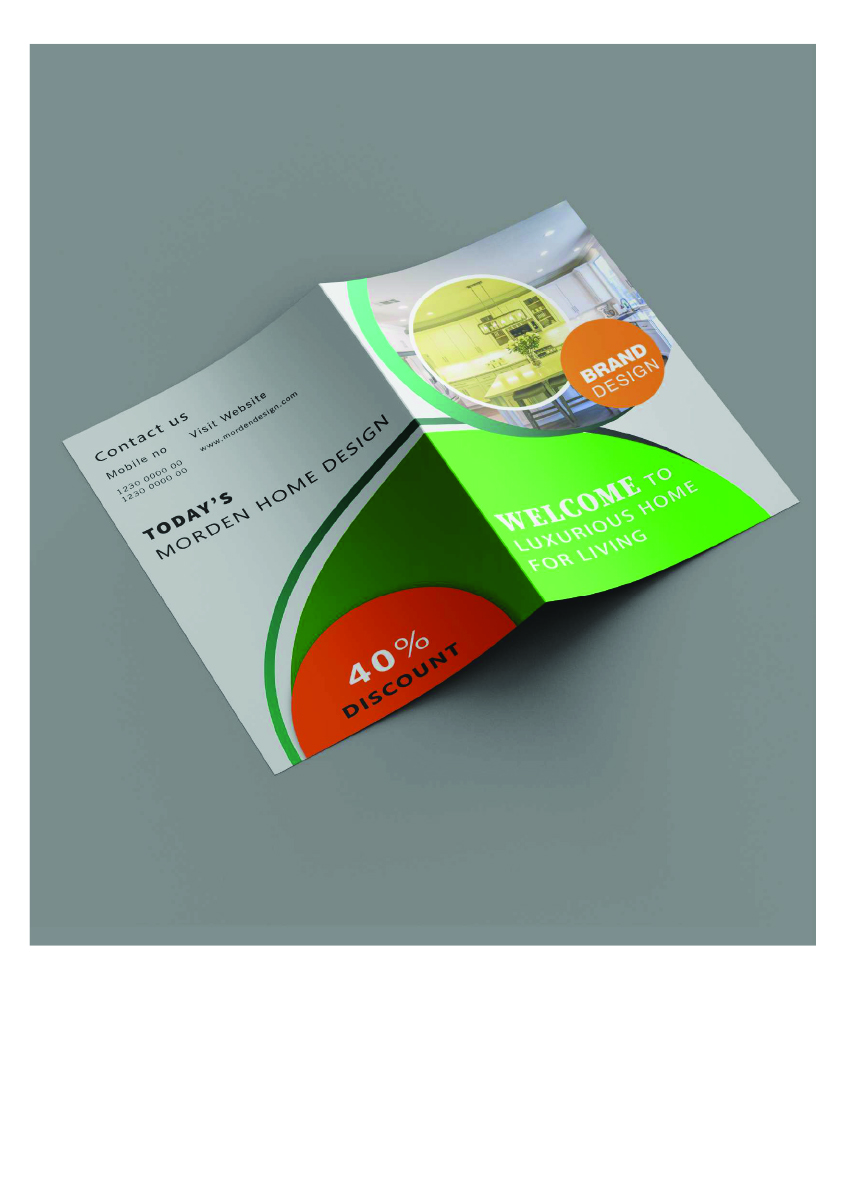 Contact us
Mobile no
1230 0000 00
1230 0000 00
Visit Website
www.mordendesign.com
TODAY'S
MORDEN HOME DESIGN
40%
DISCOUNT
BRAND
DESIGN
WELCOME TO
LUXURIOUS HOME
FOR LIVING